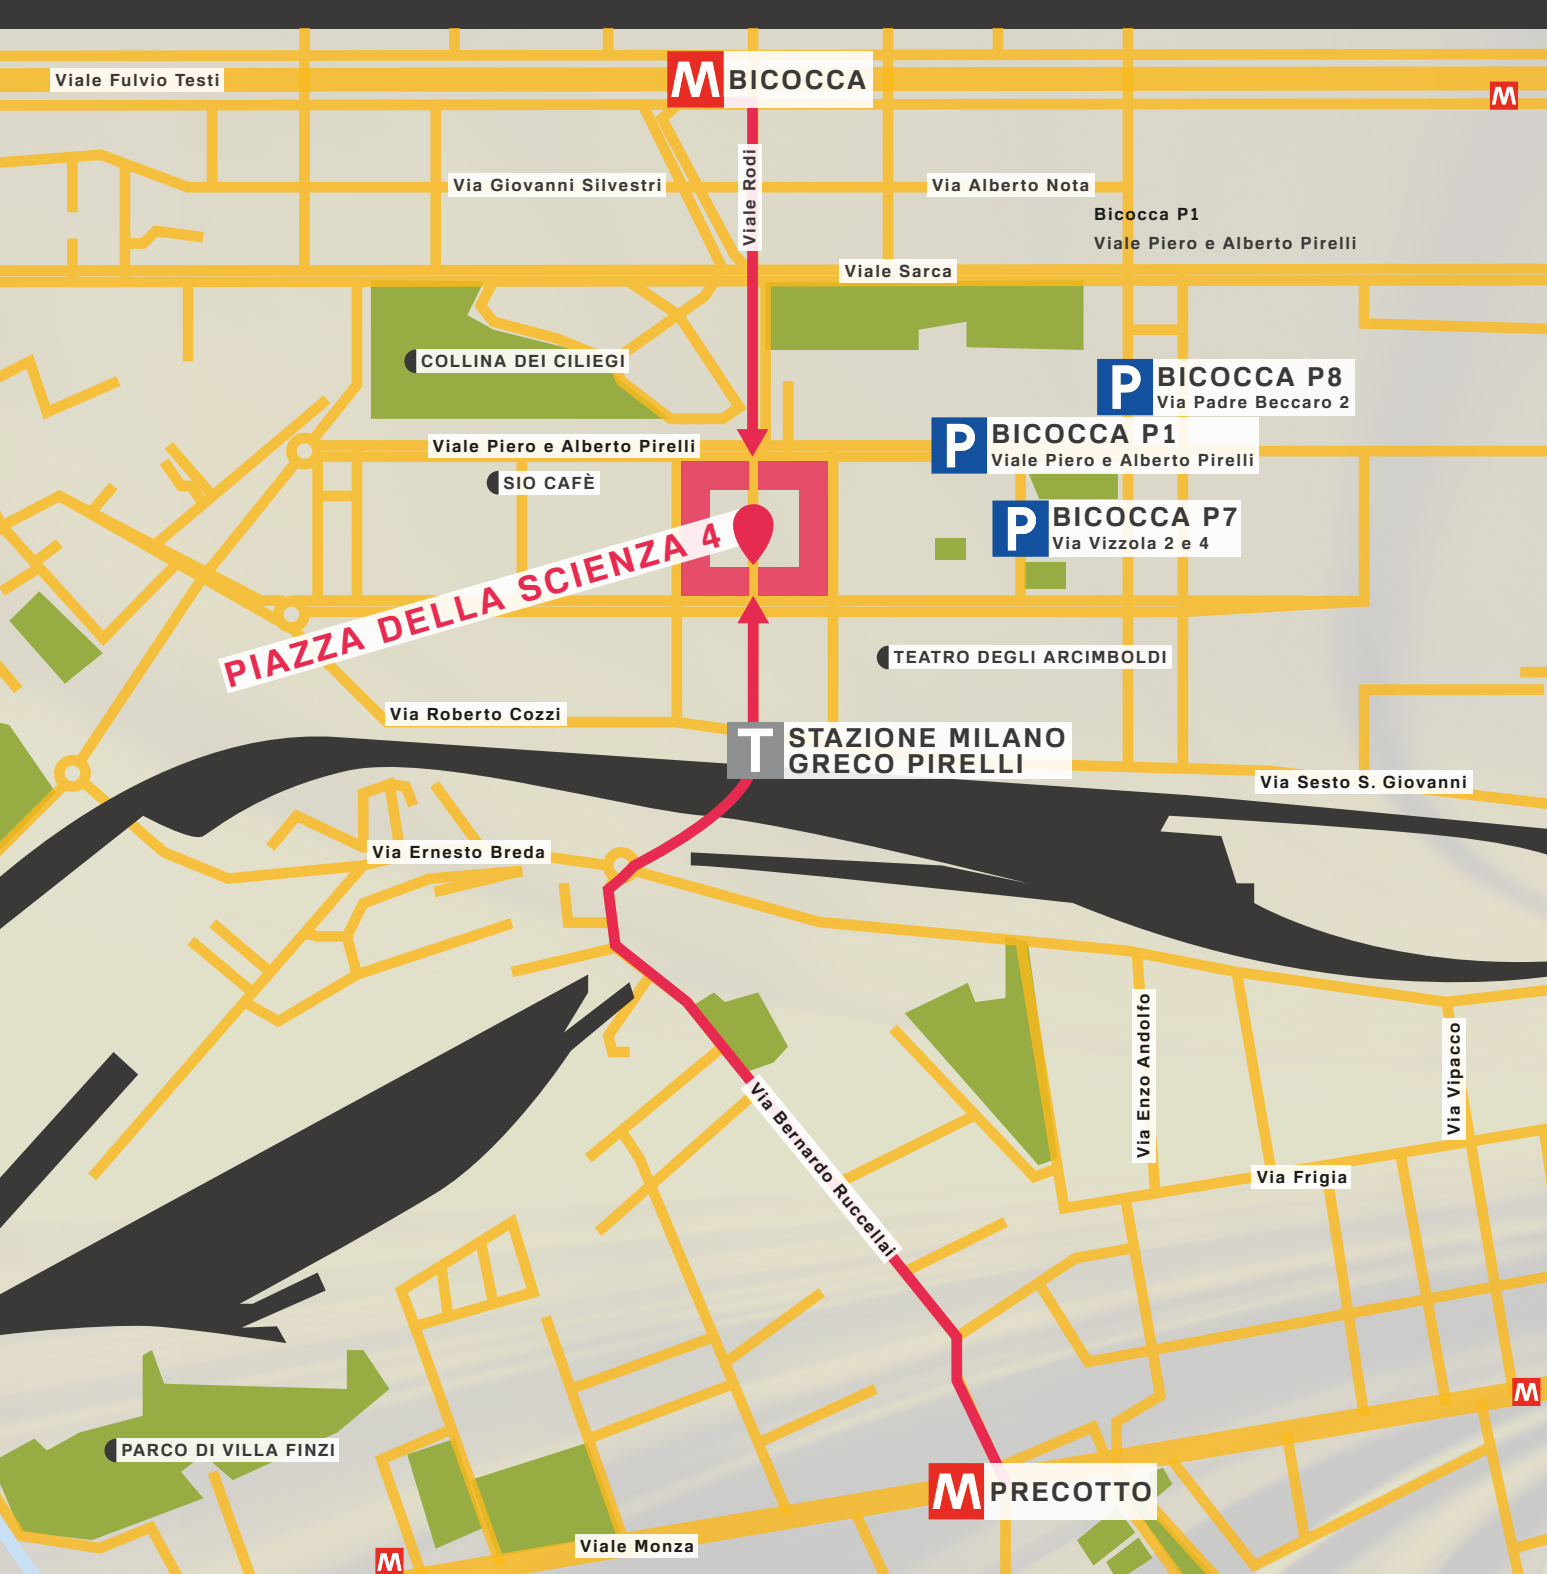 Viale Fulvio Testi
M BICOCCA
M
Viale Rodi
Via Giovanni Silvestri
Via Alberto Nota
Bicocca P1
Viale Piero e Alberto Pirelli
Viale Sarca
COLLINA DEI CILIEGI
P BICOCCA P8
Via Padre Beccaro 2
Viale Piero e Alberto Pirelli
P BICOCCA P1
Viale Piero e Alberto Pirelli
SIO CAFÈ
P BICOCCA P7
Via Vizzola 2 e 4
PIAZZA DELLA SCIENZA 4
TEATRO DEGLI ARCIMBOLDI
Via Roberto Cozzi
T STAZIONE MILANO
GRECO PIRELLI
Via Sesto S. Giovanni
Via Ernesto Breda
Via Enzo Andolfo
Via Vipacco
Via Bernardo Ruccellai
Via Frigia
M
PARCO DI VILLA FINZI
M PRECOTTO
Viale Monza
M